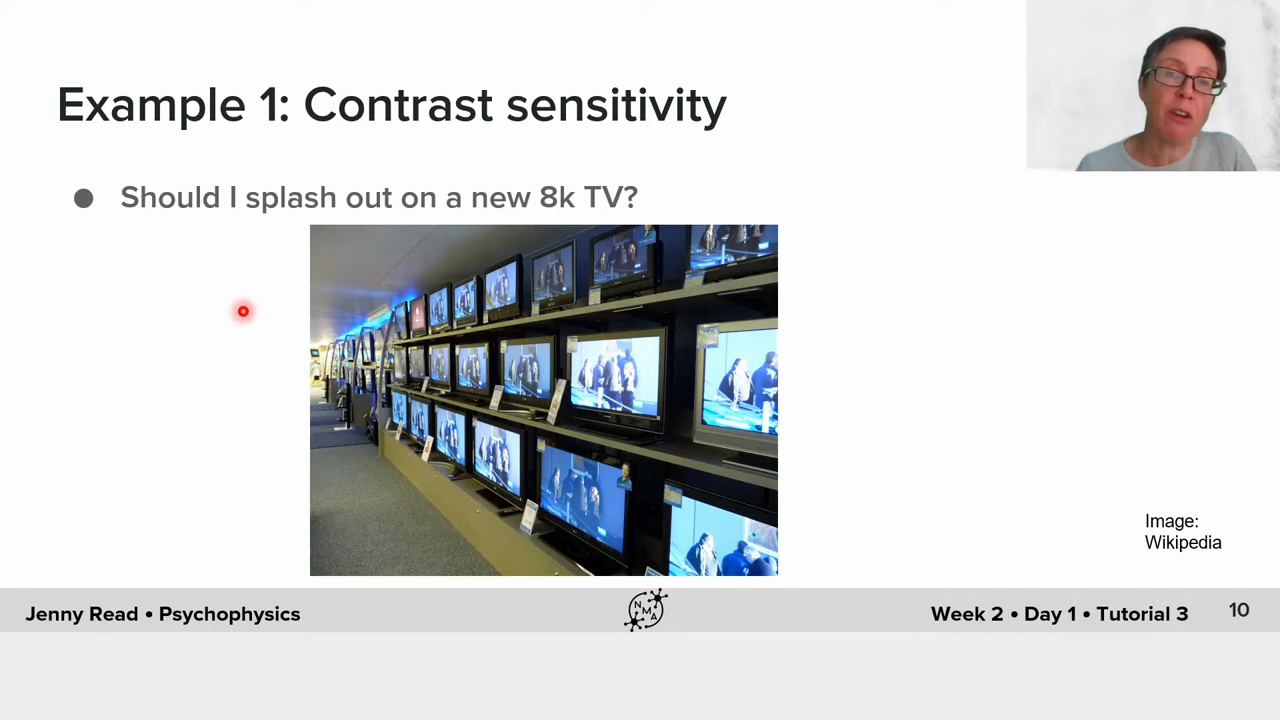 Example 1: Contrast sensitivity
● Should I splash out on a new 8k TV?
Image:
Wikipedia
Jenny Read • Psychophysics
NMA
Week 2 • Day 1 • Tutorial 3
10